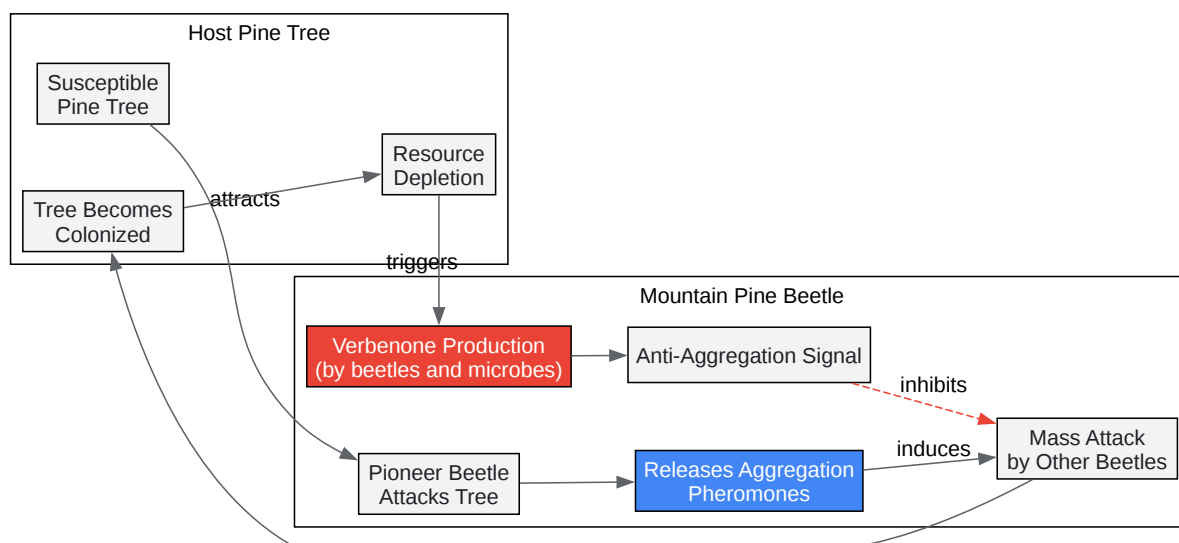 Host Pine Tree
Susceptible
Pine Tree
Resource
Depletion
attracts
Tree Becomes
Colonized
triggers
Mountain Pine Beetle
Verbenone Production
(by beetles and microbes)
Anti-Aggregation Signal
inhibits
Mass Attack
by Other Beetles
induces
Pioneer Beetle
Attacks Tree
Releases Aggregation
Pheromones